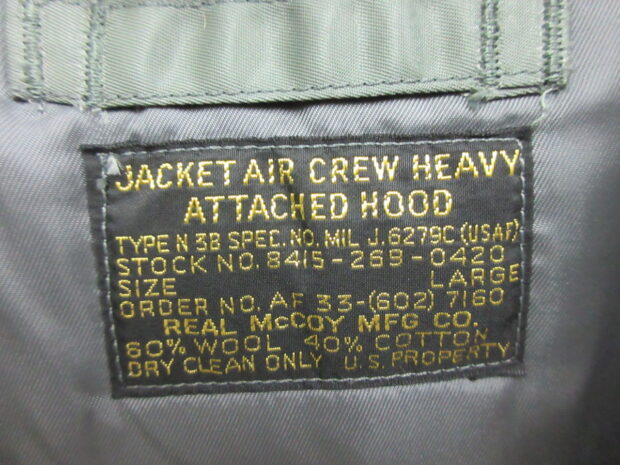 JACKET AIR CREW HEAVY
ATTACHED HOOD
TYPE N 3B SPEC. NO. MIL J.6279C (USAF)
STOCK NO. 8415-269-0420
SIZE LARGE
ORDER NO. AF 33-(602) 7160
REAL McCOY MFG CO.
60% WOOL 40% COTTON
DRY CLEAN ONLY U.S. PROPERTY